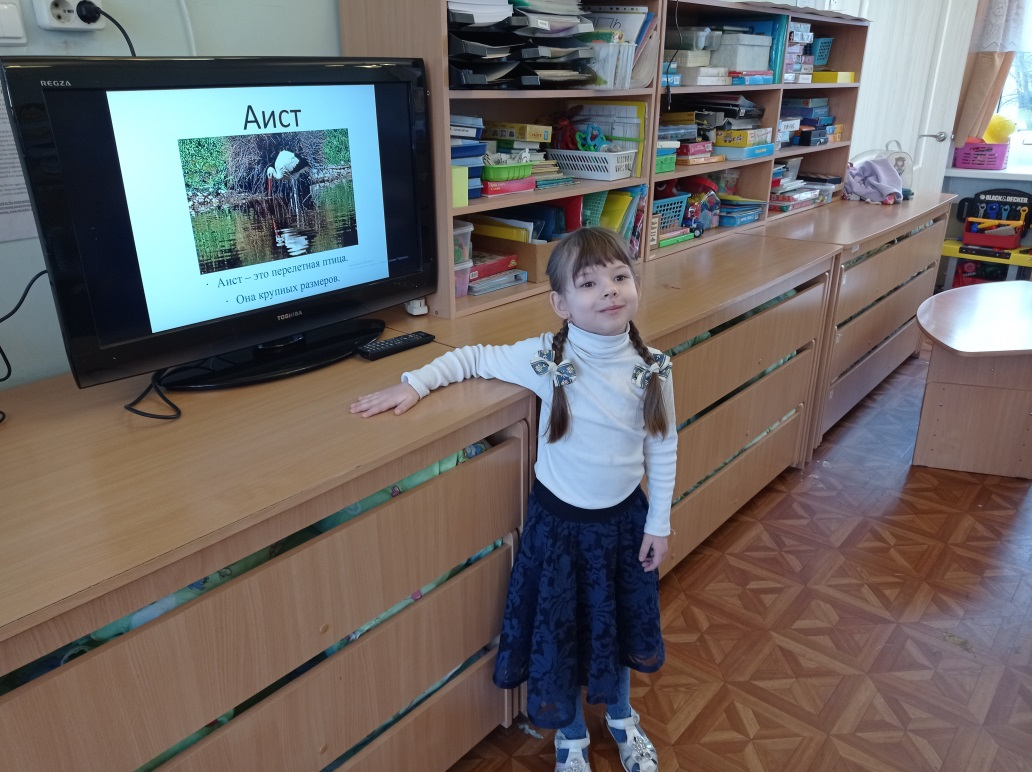 REGZA
Аист
· Аист – это перелетная птица.
· Она крупных размеров.
TOSHIBA
BLACK&DECKER